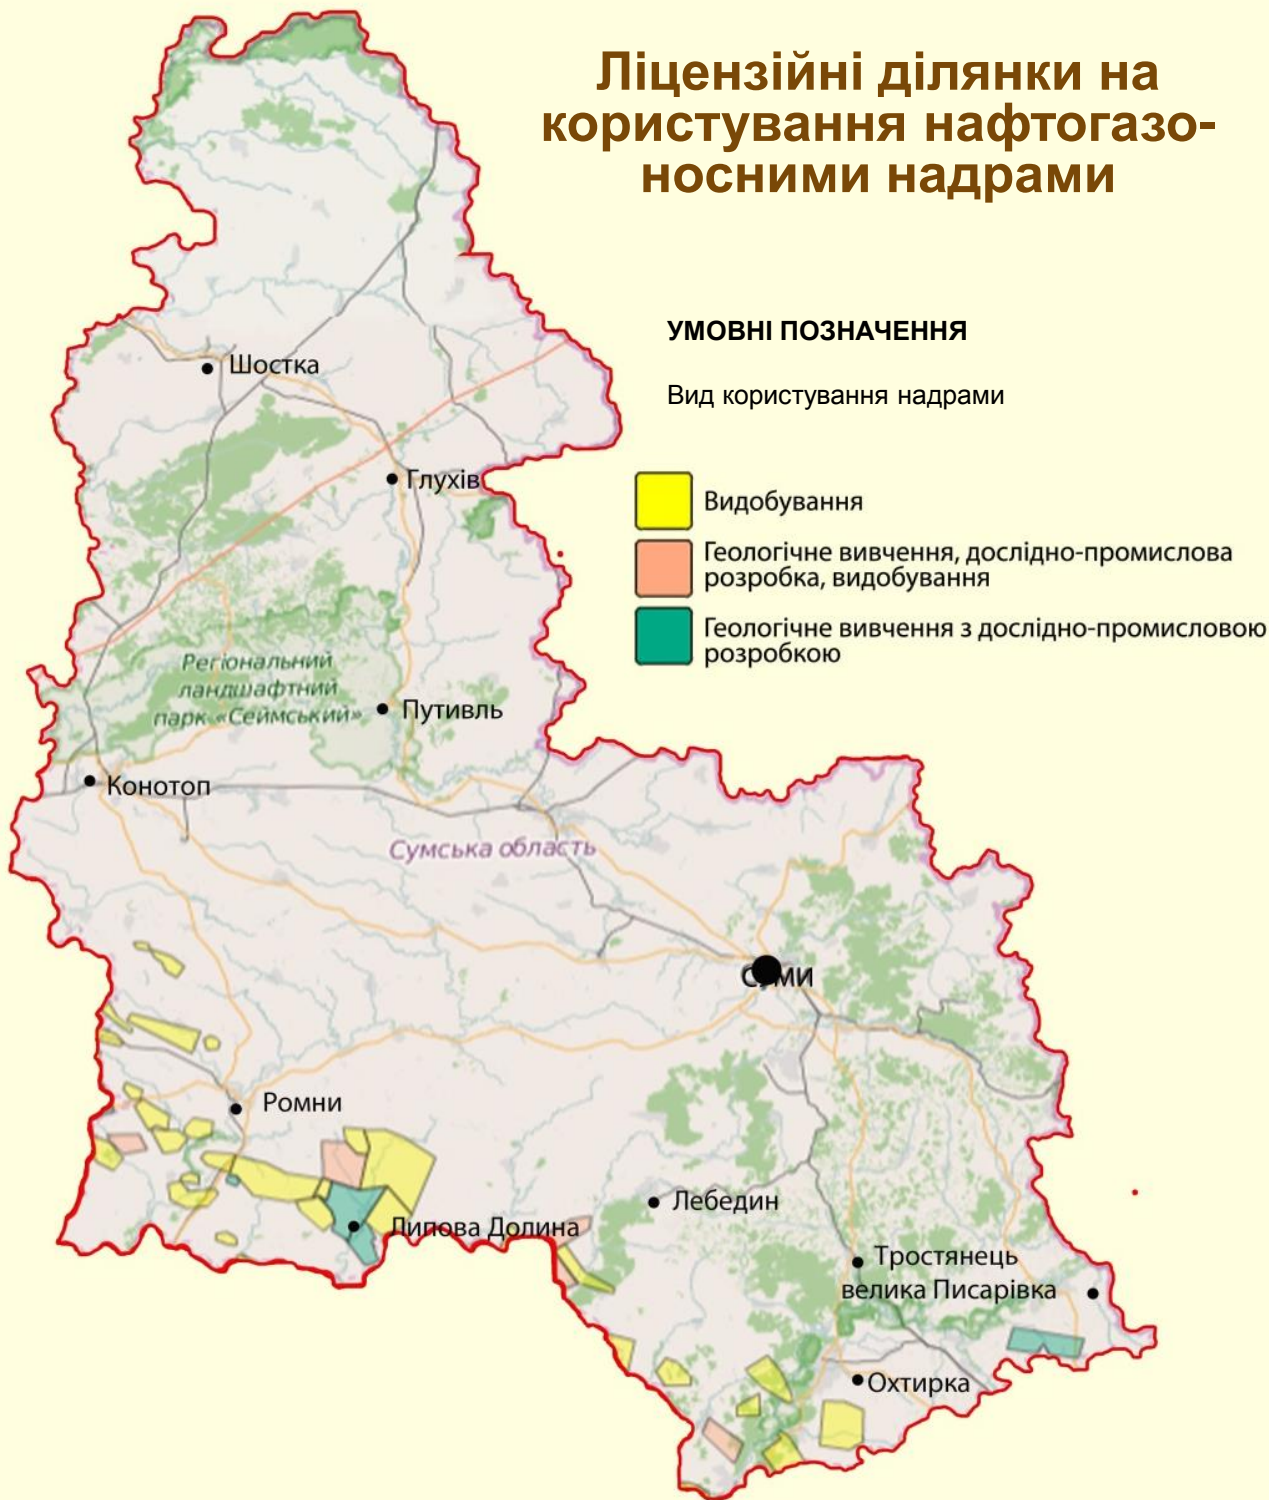 Ліцензійні ділянки на
користування нафтогазо-
носними надрами
УМОВНІ ПОЗНАЧЕННЯ
Вид користування надрами
Видобування
Геологічне вивчення, дослідно-промислова
розробка, видобування
Геологічне вивчення з дослідно-промисловою
розробкою
Шостка
Глухів
Регіональний
ландшафтний
парк «Сеймський»
Путивль
Конотоп
Сумська область
Суми
Ромни
Лебедин
Липова Долина
Тростянець
велика Писарівка
Охтирка